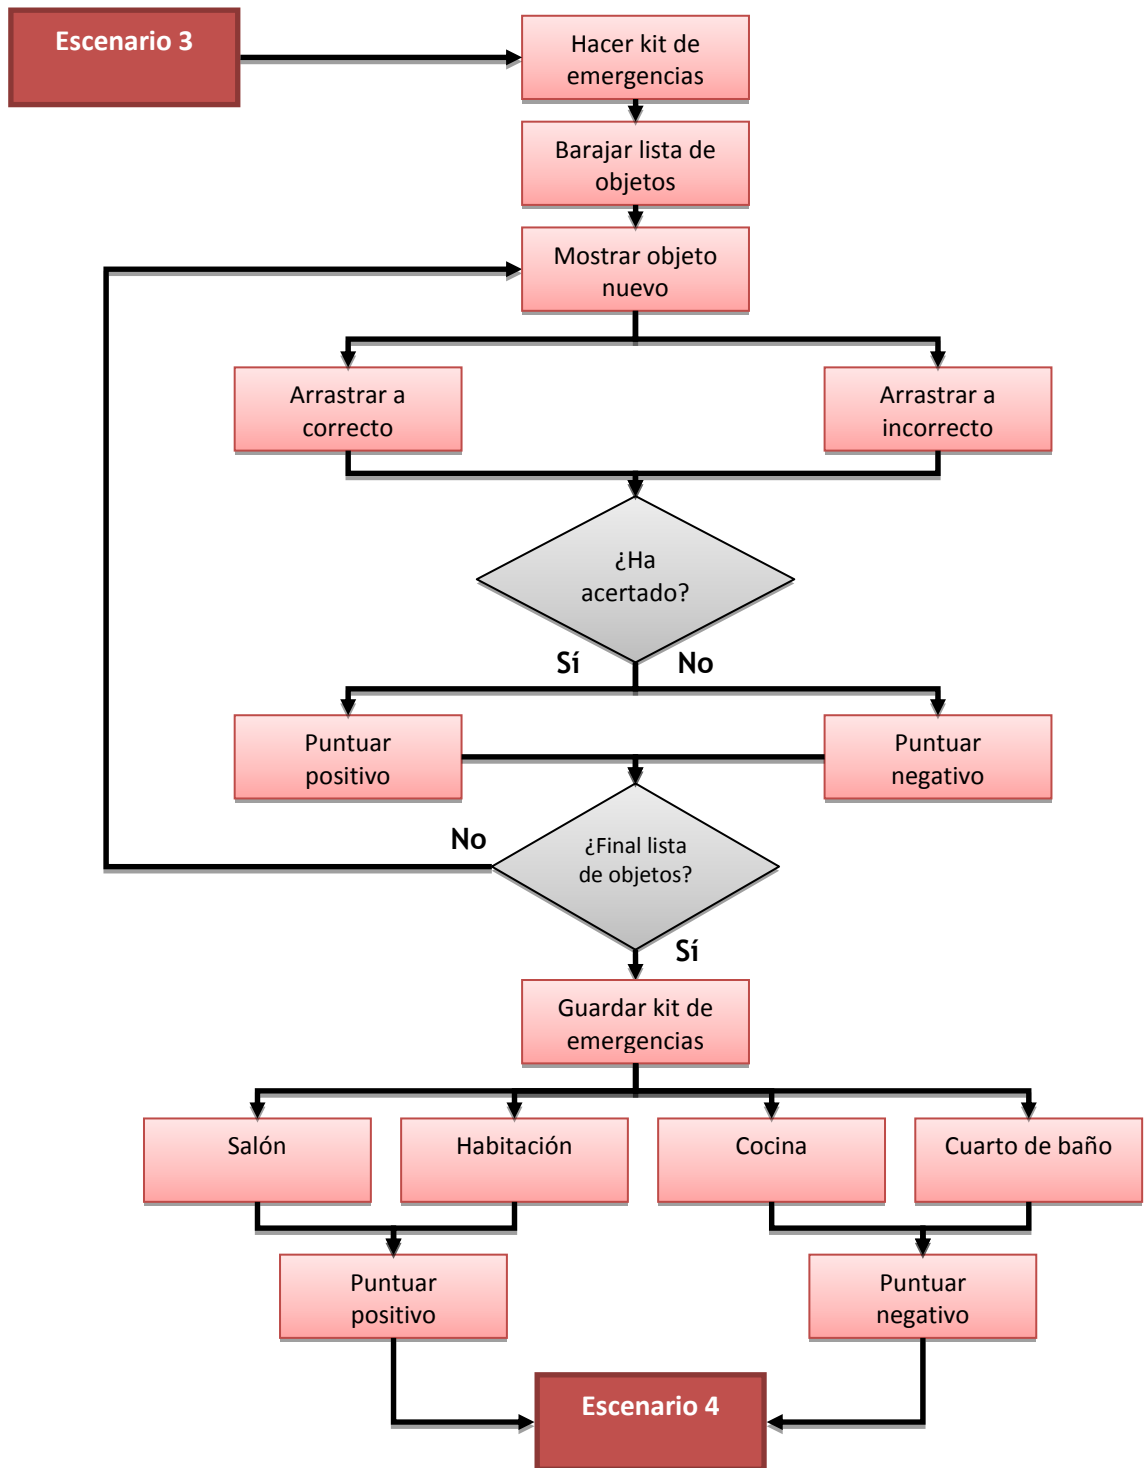 Escenario 3
Hacer kit de
emergencias
Barajar lista de
objetos
Mostrar objeto
nuevo
Arrastrar a
correcto
Arrastrar a
incorrecto
¿Ha
acertado?
Sí
No
Puntuar
positivo
Puntuar
negativo
No
¿Final lista
de objetos?
Sí
Guardar kit de
emergencias
Salón
Habitación
Cocina
Cuarto de baño
Puntuar
positivo
Puntuar
negativo
Escenario 4